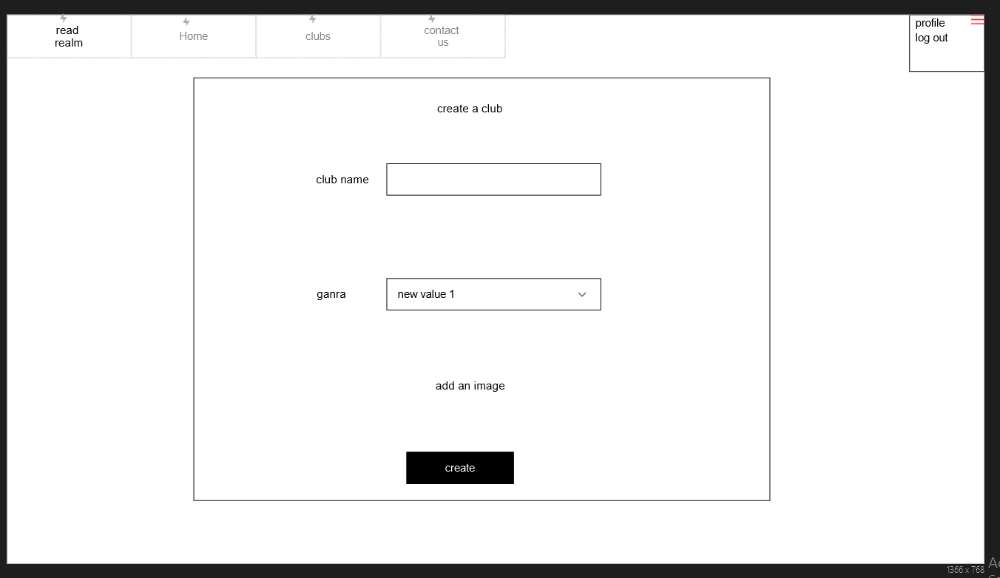 read
realm
Home
clubs
contact
us
profile
log out
create a club
club name
ganra
new value 1
add an image
create
1366 x 768